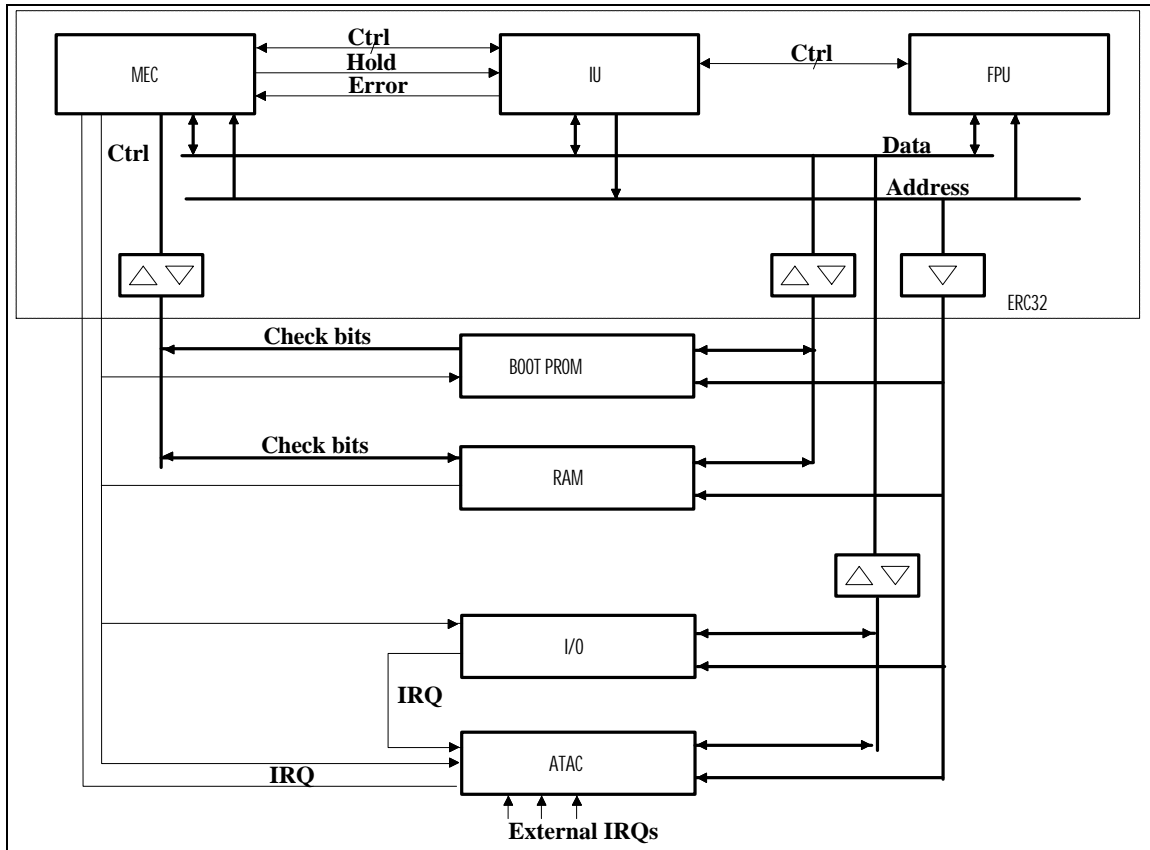 Ctrl
MEC
Hold
IU
Ctrl
FPU
Error
Ctrl
Data
Address
ERC32
Check bits
BOOT PROM
Check bits
RAM
I/O
IRQ
ATAC
IRQ
External IRQs